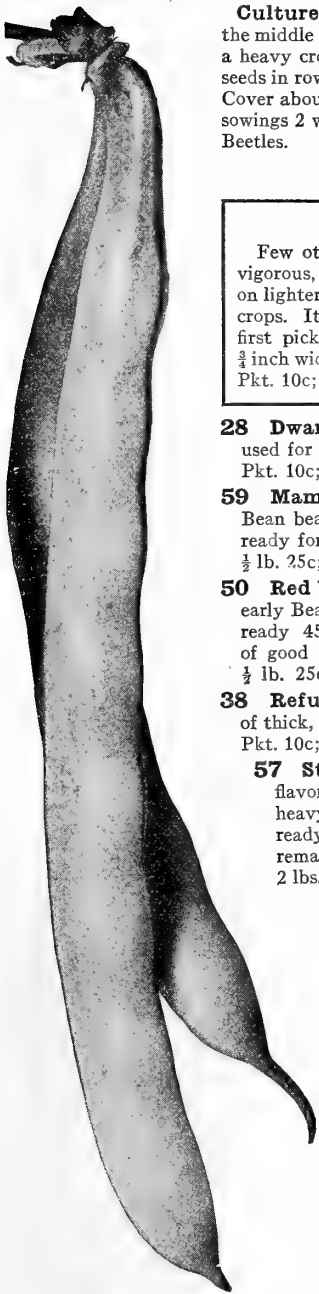 Culture
the middle
a heavy cro
seeds in row
Cover abou
sowings 2 w
Beetles.
Few ot
vigorous,
on lighter
crops. It
first pick
¾ inch wid
Pkt. 10c;
28 Dwar
used for
Pkt. 10c;
59 Mam
Bean bea
ready for
½ lb. 25c;
50 Red
early Bea
ready 45
of good
½ lb. 25c
38 Refu
of thick,
Pkt. 10c;
57 St
flavor
heavy
ready
rema
2 lbs.